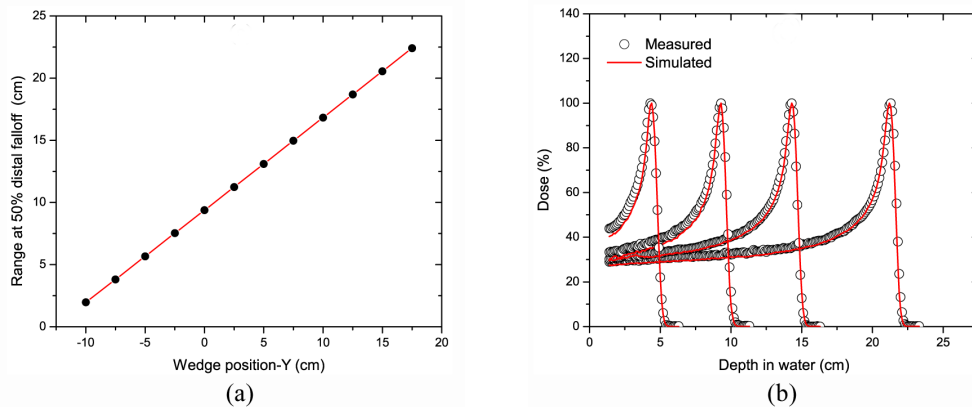 25
20
15
10
5
0
-10 -5 0 5 10 15 20
Range at 50% distal falloff (cm)
Wedge position-Y (cm)
(a)
140
120
100
80
60
40
20
0
0 5 10 15 20 25
Measured
Simulated
Dose (%)
Depth in water (cm)
(b)